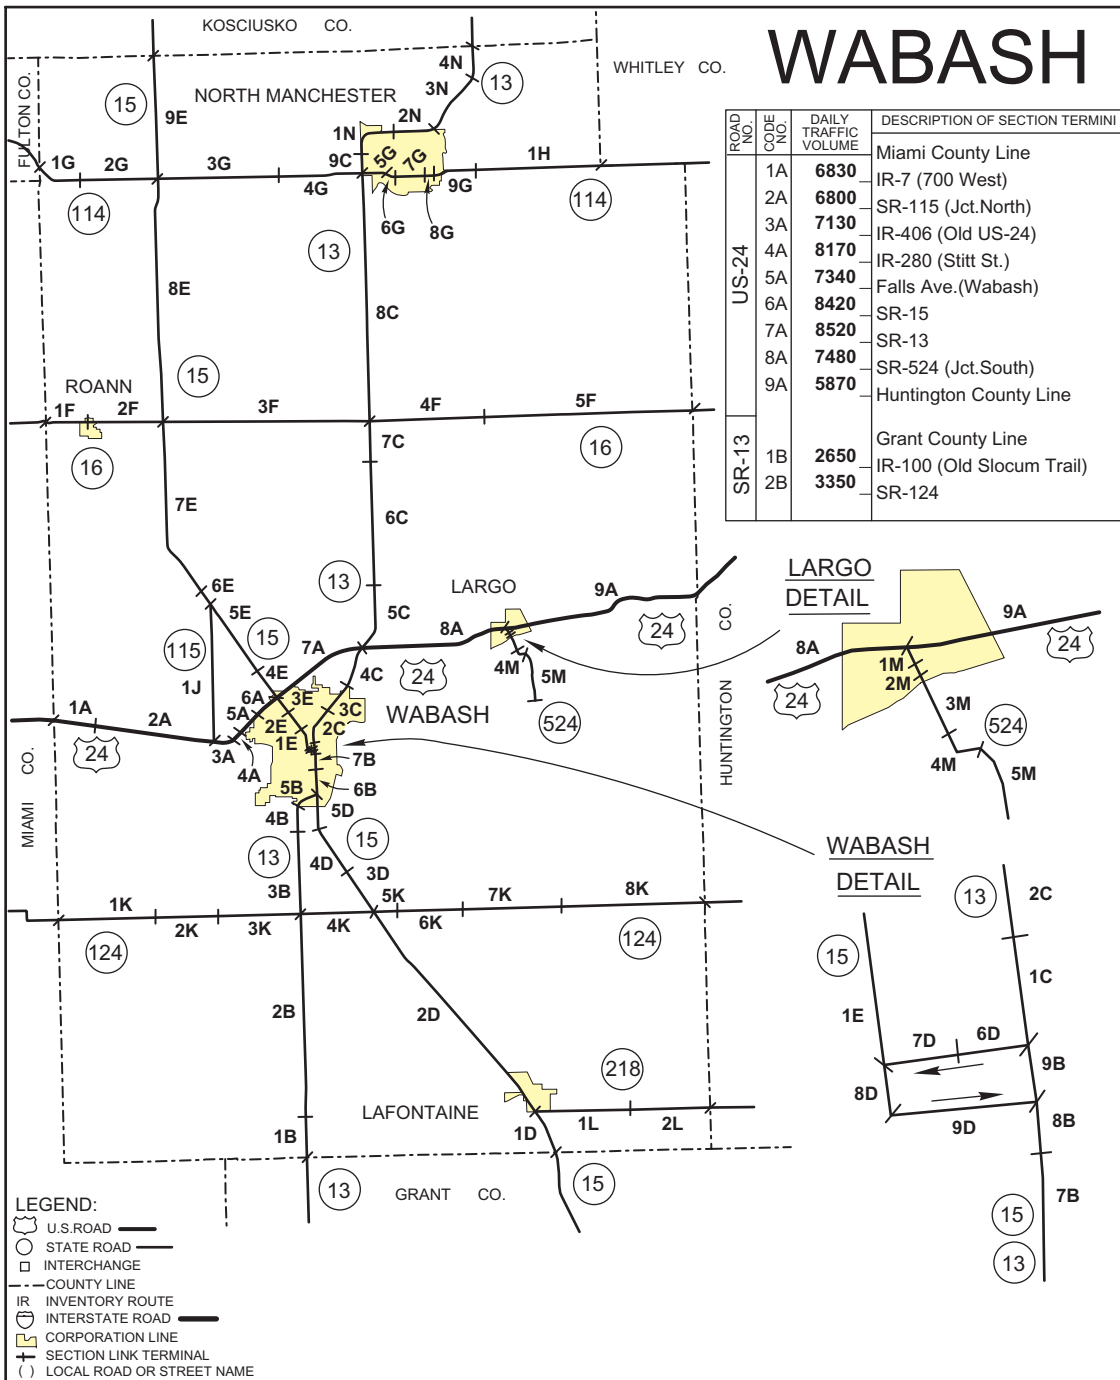 WABASH
KOSCIUSKO CO.
WHITLEY CO.
FULTON CO.
NORTH MANCHESTER
15
9E
4N
3N
13
2N
1N
9C
5G
7G
1H
1G
2G
3G
4G
6G
8G
9G
114
114
13
8E
8C
15
ROANN
1F
2F
3F
4F
5F
16
16
7C
7E
6C
13
6E
5E
5C
LARGO
9A
8A
24
115
15
7A
4E
4C
24
4M
5M
524
1J
6A
3E
3C
WABASH
5A
2E
2C
1E
1A
2A
24
3A
4A
7B
6B
5B
5D
4B
15
13
4D
3D
3B
MIAMI CO.
HUNTINGTON CO.
1K
2K
3K
4K
5K
6K
7K
8K
124
124
2B
2D
218
LAFONTAINE
1D
1L
2L
1B
13
15
GRANT CO.
ROAD NO.
CODE NO.
DAILY TRAFFIC VOLUME
DESCRIPTION OF SECTION TERMINI
US-24
Miami County Line
1A 6830
IR-7 (700 West)
2A 6800
SR-115 (Jct.North)
3A 7130
IR-406 (Old US-24)
4A 8170
IR-280 (Stitt St.)
5A 7340
Falls Ave.(Wabash)
6A 8420
SR-15
7A 8520
SR-13
8A 7480
SR-524 (Jct.South)
9A 5870
Huntington County Line
SR-13
Grant County Line
1B 2650
IR-100 (Old Slocum Trail)
2B 3350
SR-124
LARGO
DETAIL
9A
8A
24
24
1M
2M
3M
524
4M
5M
WABASH
DETAIL
13
2C
15
1C
1E
7D
6D
9B
8D
9D
8B
7B
15
13
LEGEND:
U.S.ROAD
STATE ROAD
INTERCHANGE
COUNTY LINE
IR INVENTORY ROUTE
INTERSTATE ROAD
CORPORATION LINE
SECTION LINK TERMINAL
( ) LOCAL ROAD OR STREET NAME